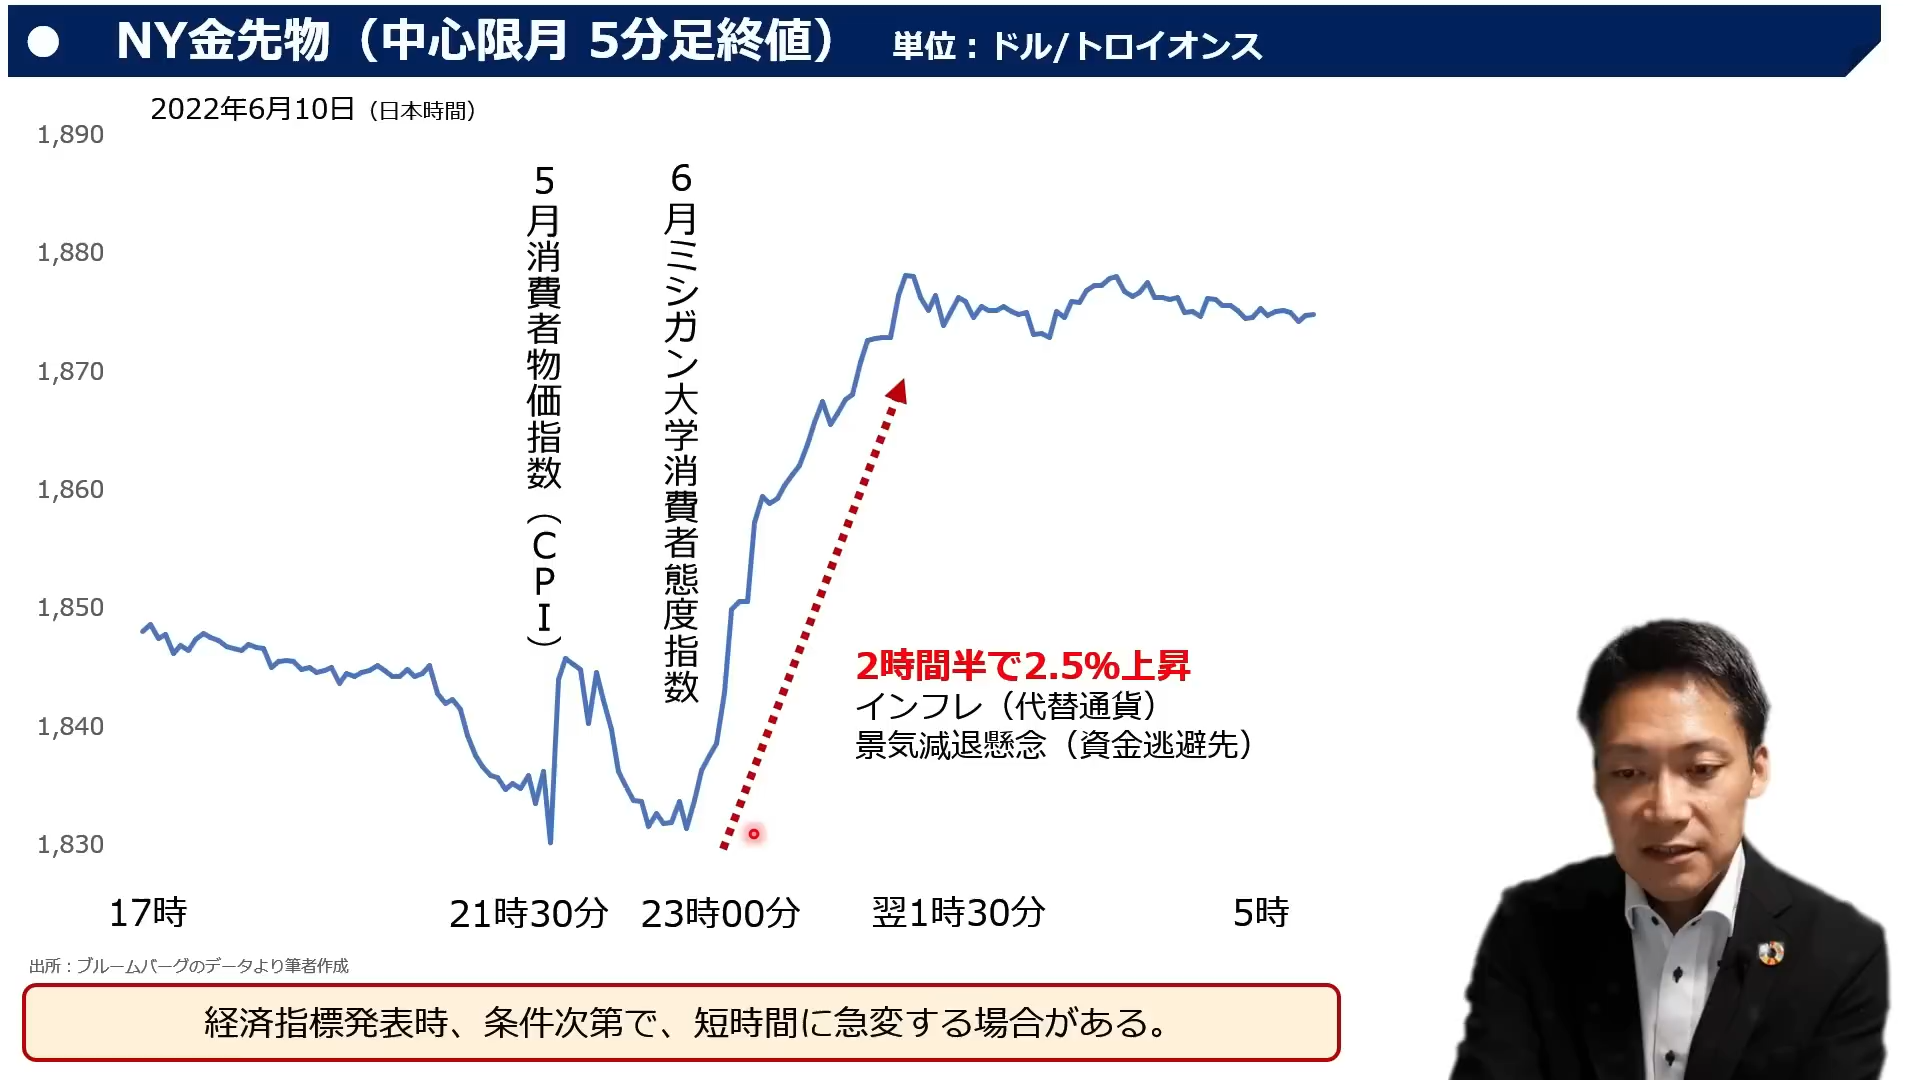 NY金先物（中心限月 5分足終値） 単位：ドル/トロイオンス
2022年6月10日（日本時間）
1,890
1,880
1,870
1,860
1,850
1,840
1,830
5月消費者物価指数（CPI）
6月ミシガン大学消費者態度指数
2時間半で2.5%上昇
インフレ（代替通貨）
景気減退懸念（資金逃避先）
17時 21時30分 23時00分 翌1時30分 5時
出所：ブルームバーグのデータより筆者作成
経済指標発表時、条件次第で、短時間に急変する場合がある。